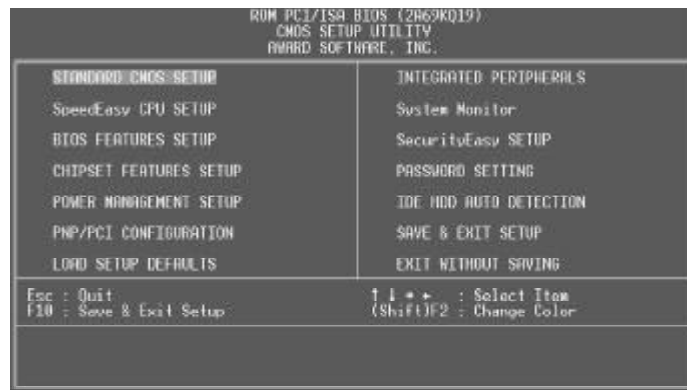 ROM PCI/ISA BIOS (2A69KQ19)
CMOS SETUP UTILITY
AWARD SOFTWARE, INC.
STANDARD CMOS SETUP
SpeedEasy CPU SETUP
BIOS FEATURES SETUP
CHIPSET FEATURES SETUP
POWER MANAGEMENT SETUP
PNP/PCI CONFIGURATION
LOAD SETUP DEFAULTS
INTEGRATED PERIPHERALS
System Monitor
SecurityEasy SETUP
PASSWORD SETTING
IDE HDD AUTO DETECTION
SAVE & EXIT SETUP
EXIT WITHOUT SAVING
Esc : Quit
F10 : Save & Exit Setup
↑ ↓ → ← : Select Item
(Shift)F2 : Change Color